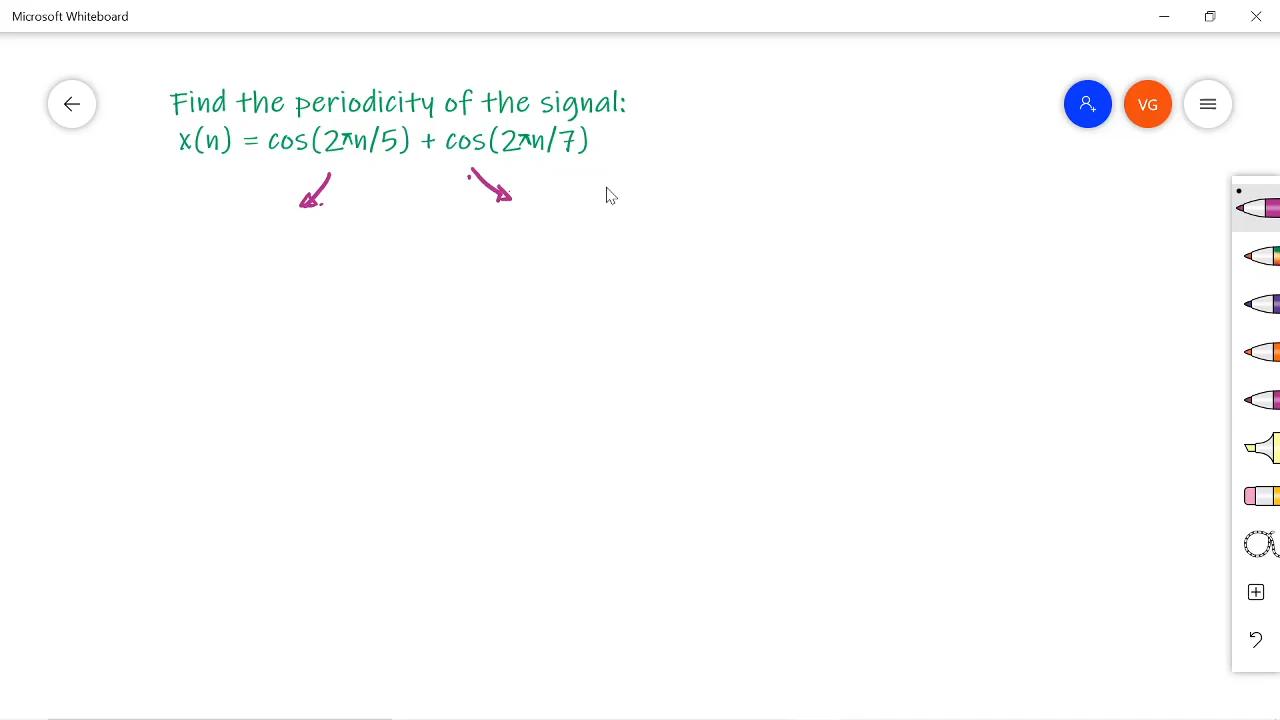 Microsoft Whiteboard
Find the periodicity of the signal:
x(n) = cos(2πn/5) + cos(2πn/7)
VG